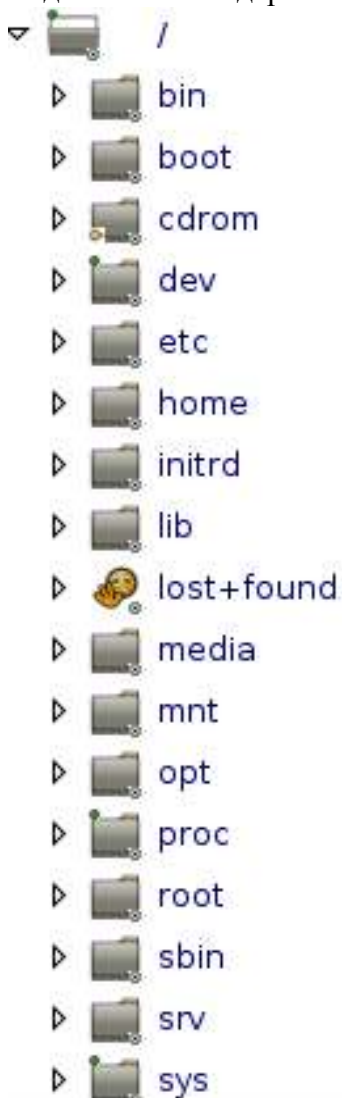 /
bin
boot
cdrom
dev
etc
home
initrd
lib
lost+found
media
mnt
opt
proc
root
sbin
srv
sys